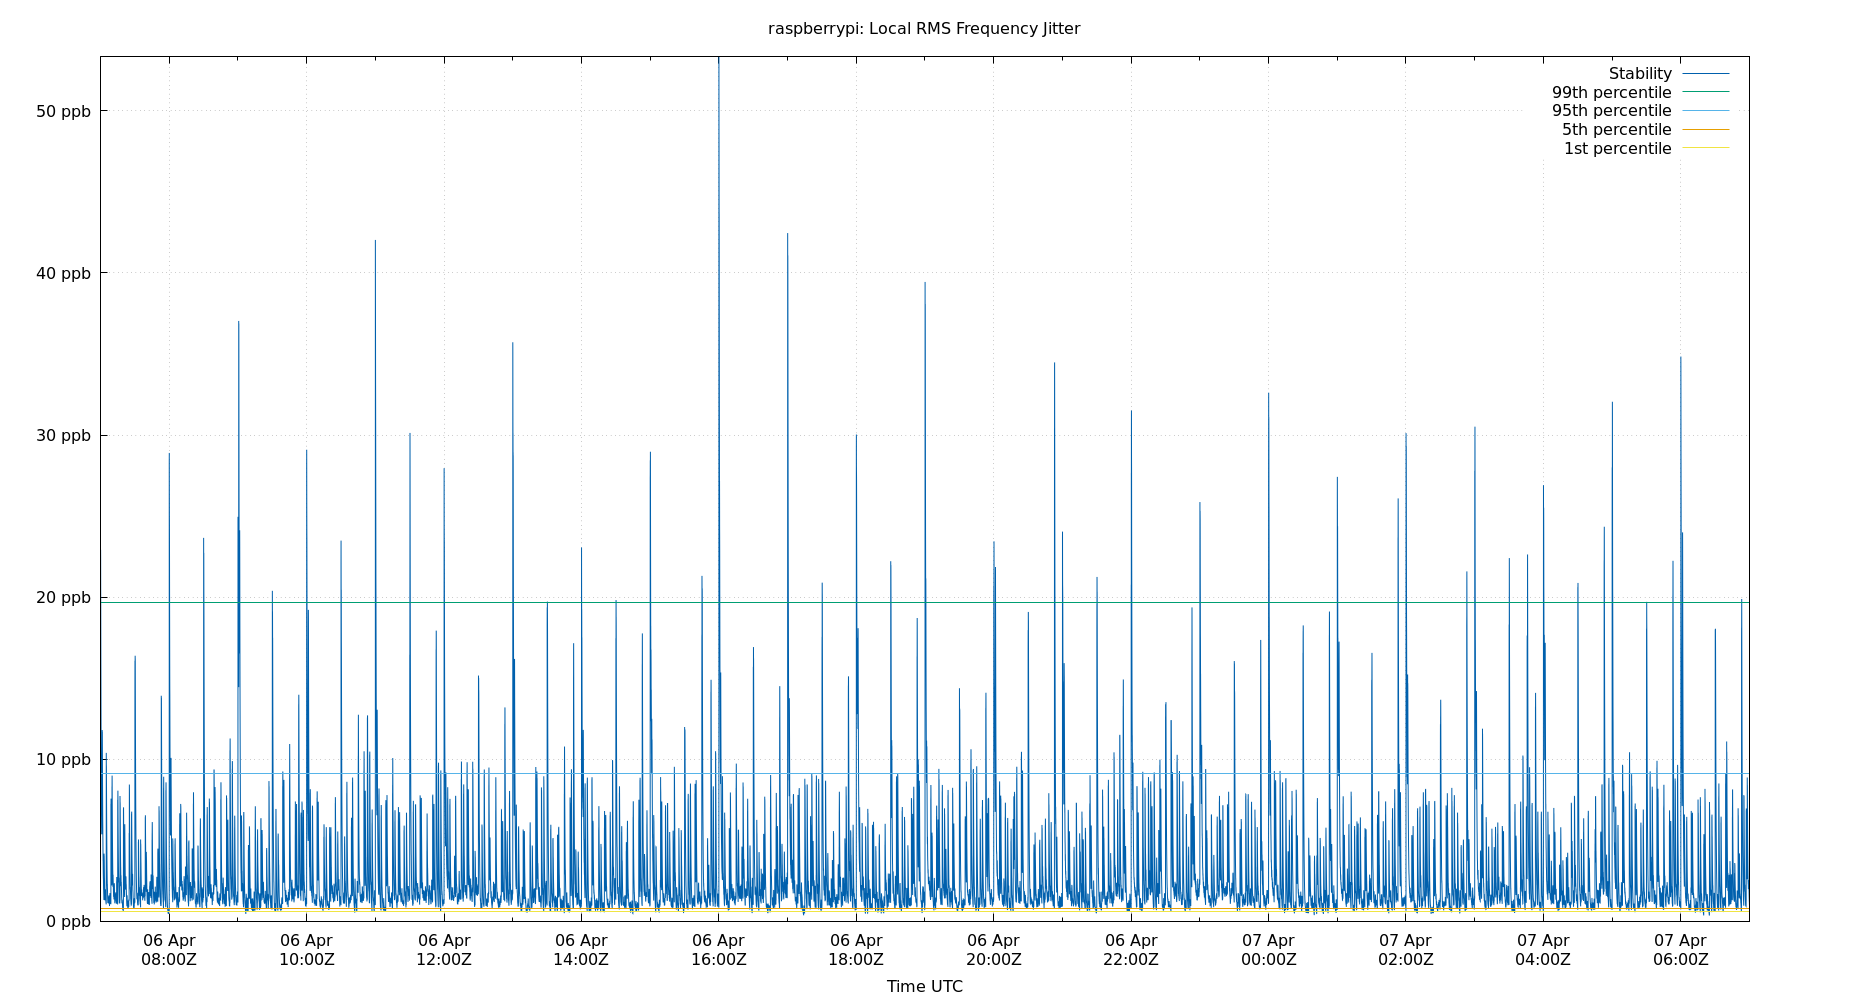 raspberrypi: Local RMS Frequency Jitter
Stability
99th percentile
95th percentile
5th percentile
1st percentile
50 ppb
40 ppb
30 ppb
20 ppb
10 ppb
0 ppb
06 Apr 06 Apr 06 Apr 06 Apr 06 Apr 06 Apr 06 Apr 06 Apr 07 Apr 07 Apr 07 Apr 07 Apr
08:00Z 10:00Z 12:00Z 14:00Z 16:00Z 18:00Z 20:00Z 22:00Z 00:00Z 02:00Z 04:00Z 06:00Z
Time UTC